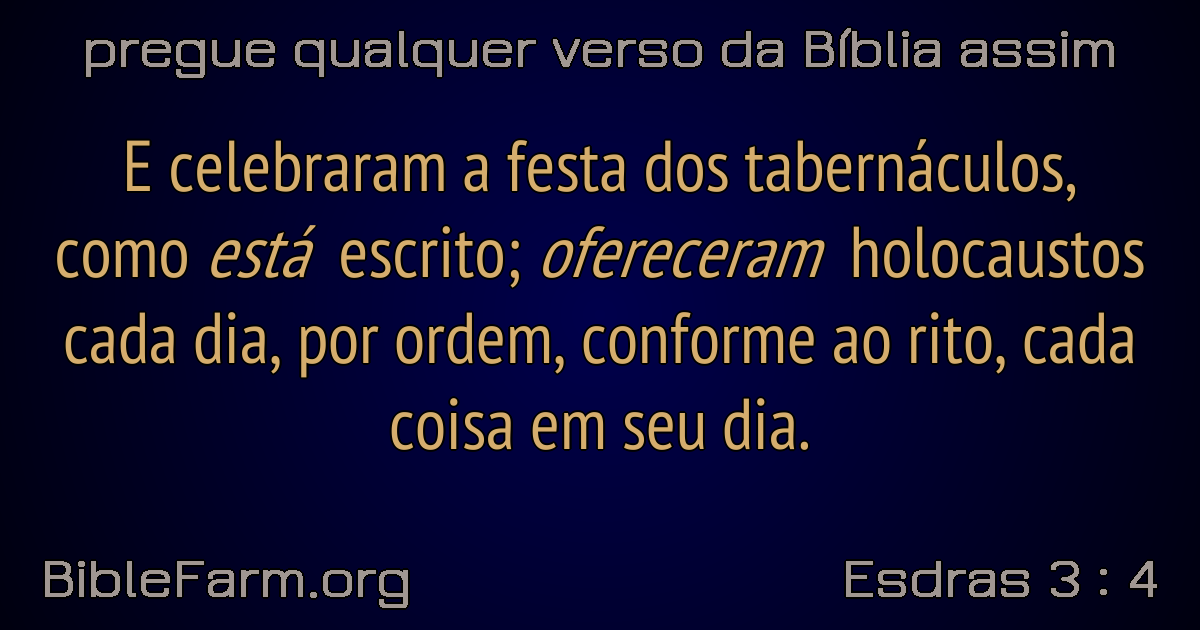 pregue qualquer verso da Bíblia assim
E celebraram a festa dos tabernáculos,
como está escrito; ofereceram holocaustos
cada dia, por ordem, conforme ao rito, cada
coisa em seu dia.
BibleFarm.org
Esdras 3 : 4